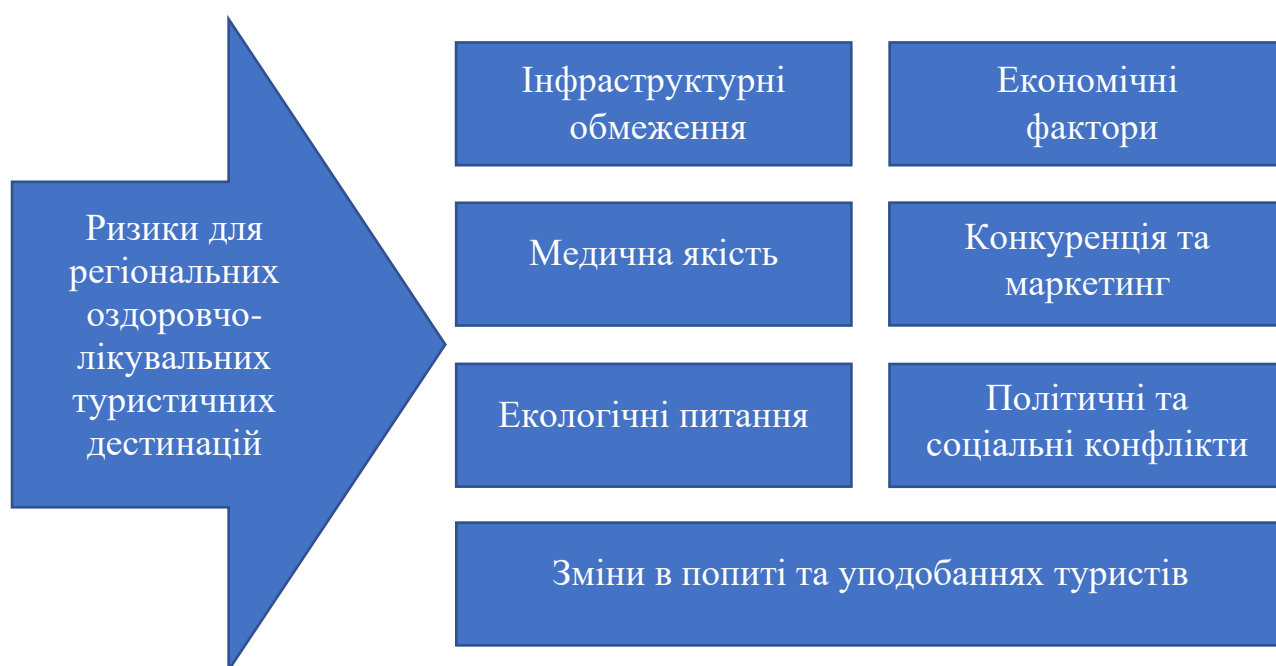 Ризики для
регіональних
оздоровчо-
лікувальних
туристичних
дестинацій
Інфраструктурні
обмеження
Економічні
фактори
Медична якість
Конкуренція та
маркетинг
Екологічні питання
Політичні та
соціальні конфлікти
Зміни в попиті та уподобаннях туристів